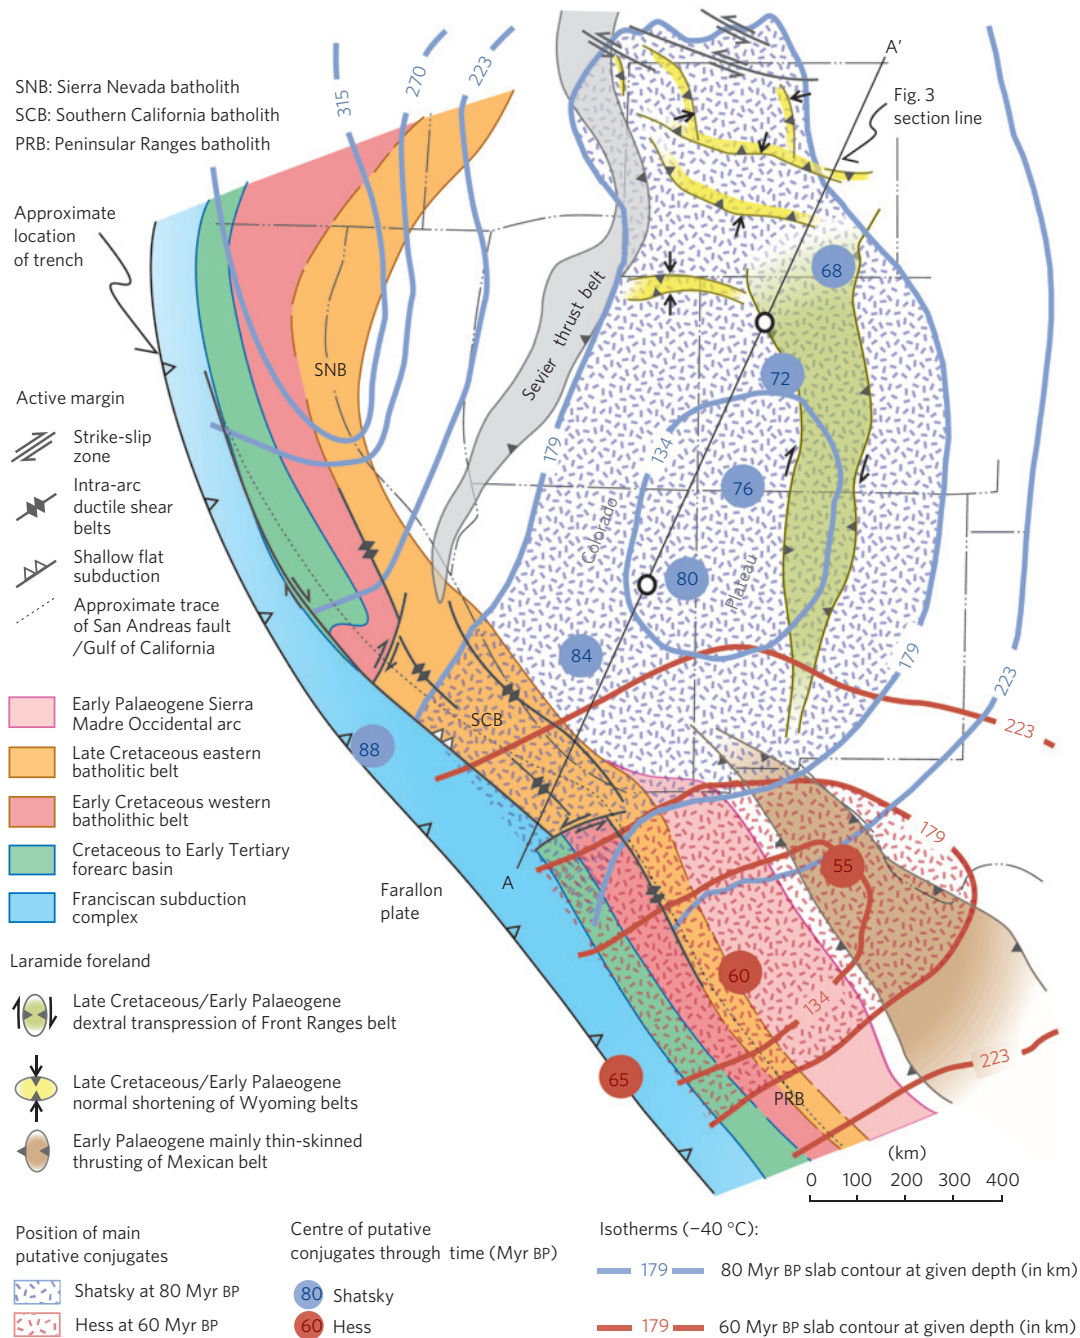 SNB: Sierra Nevada batholith
SCB: Southern California batholith
PRB: Peninsular Ranges batholith
Approximate
location
of trench
Active margin
Strike-slip
zone
Intra-arc
ductile shear
belts
Shallow flat
subduction
Approximate trace
of San Andreas fault
/Gulf of California
Early Palaeogene Sierra
Madre Occidental arc
Late Cretaceous eastern
batholitic belt
Early Cretaceous western
batholithic belt
Cretaceous to Early Tertiary
forearc basin
Franciscan subduction
complex
Laramide foreland
Late Cretaceous/Early Palaeogene
dextral transpression of Front Ranges belt
Late Cretaceous/Early Palaeogene
normal shortening of Wyoming belts
Early Palaeogene mainly thin-skinned
thrusting of Mexican belt
315
270
223
A′
Fig. 3
section line
68
SNB
Sevier thrust belt
72
179
134
76
Colorado
Plateau
80
84
179
223
SCB
88
223
179
55
A
Farallon
plate
60
134
65
223
PRB
(km)
0 100 200 300 400
Position of main
putative conjugates
Shatsky at 80 Myr BP
Hess at 60 Myr BP
Centre of putative
conjugates through time (Myr BP)
80 Shatsky
60 Hess
Isotherms (−40 °C):
179 80 Myr BP slab contour at given depth (in km)
179 60 Myr BP slab contour at given depth (in km)